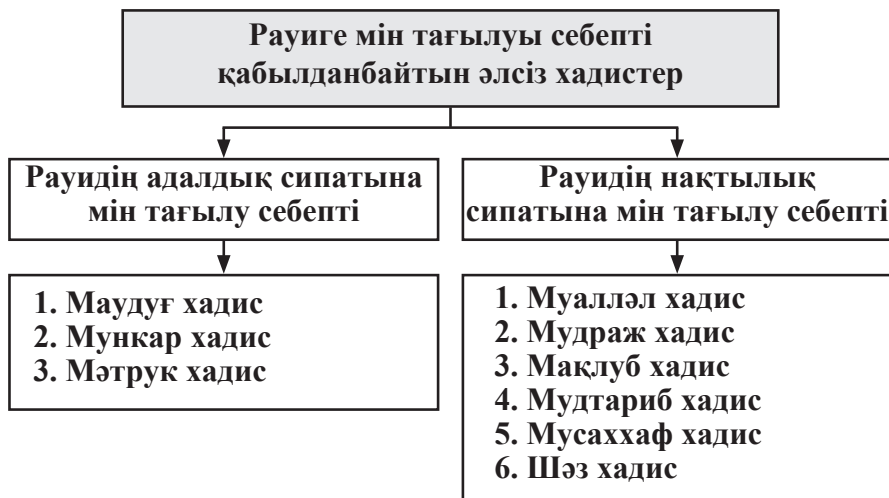 Рауиге мін тағылуы себепті
қабылданбайтын әлсіз хадистер
Рауидің адалдық сипатына
мін тағылу себепті
Рауидің нақтылық
сипатына мін тағылу себепті
1. Маудуғ хадис
2. Мункар хадис
3. Мәтрук хадис
1. Муалләл хадис
2. Мудраж хадис
3. Мақлуб хадис
4. Мудтариб хадис
5. Мусаххаф хадис
6. Шәз хадис